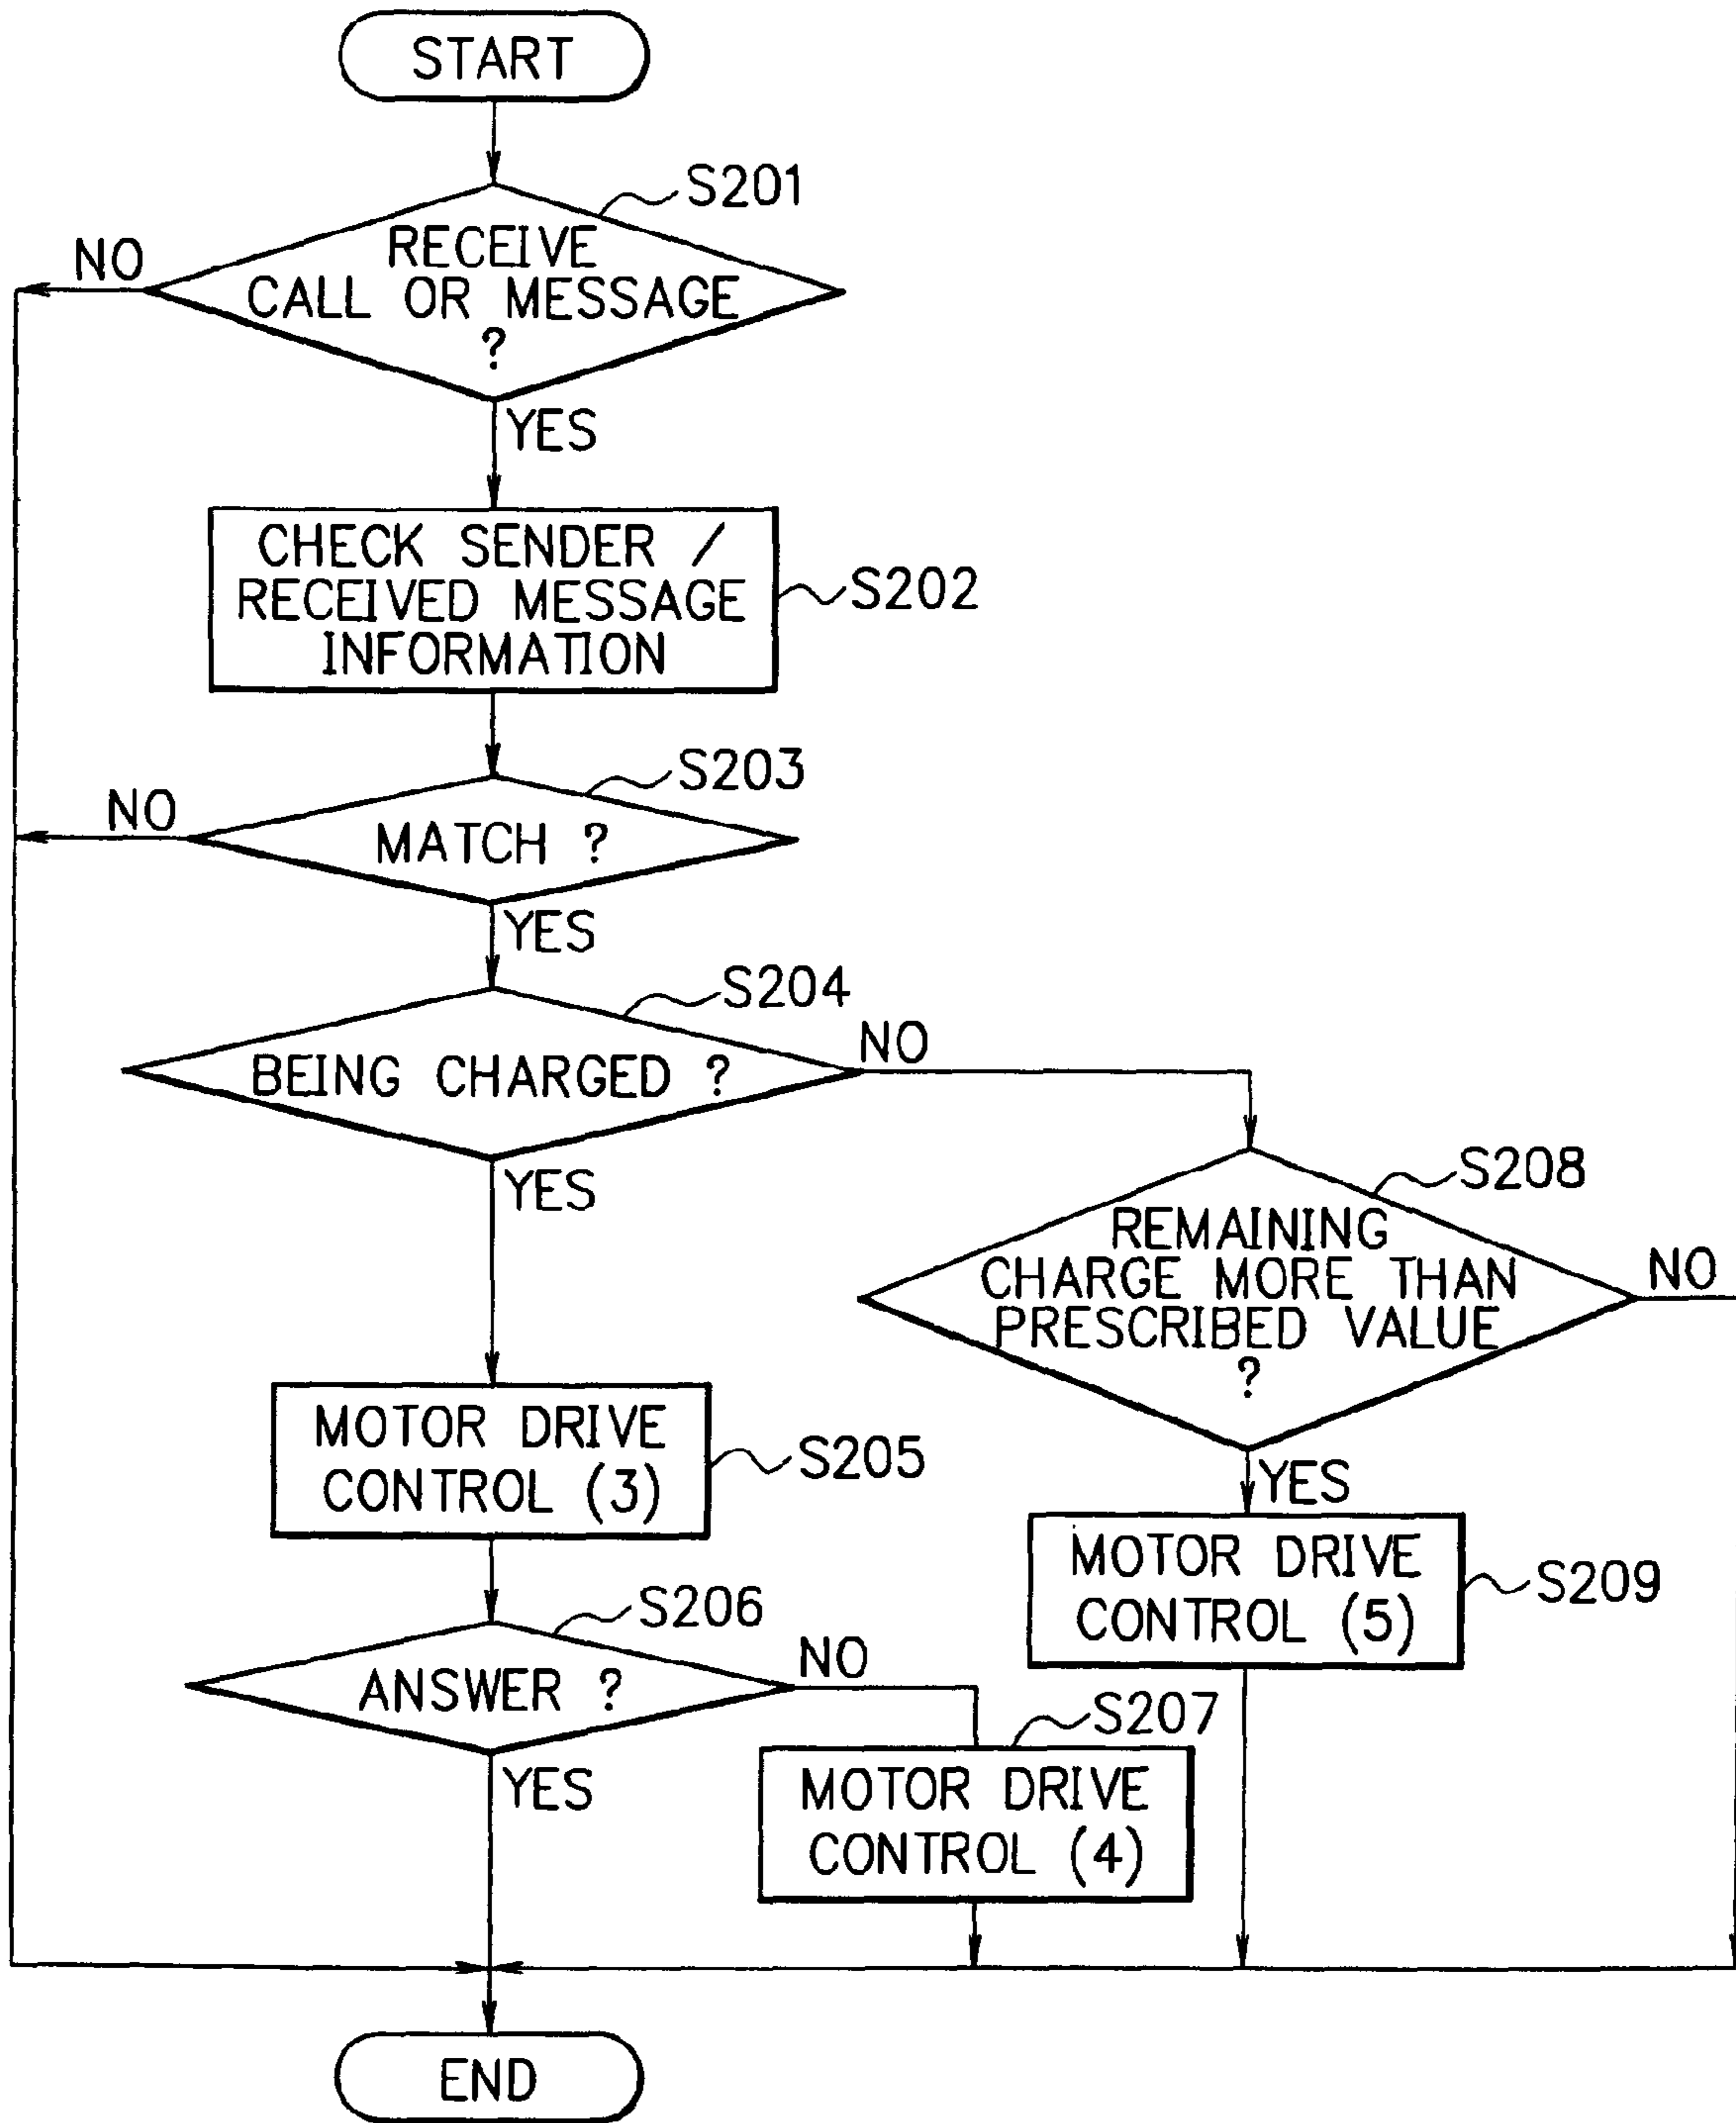 START
S201
NO
RECEIVE
CALL OR MESSAGE
?
YES
CHECK SENDER /
RECEIVED MESSAGE
INFORMATION
S202
S203
NO
MATCH ?
YES
S204
NO
BEING CHARGED ?
YES
S208
REMAINING
CHARGE MORE THAN
PRESCRIBED VALUE
?
NO
YES
MOTOR DRIVE
CONTROL (3)
S205
MOTOR DRIVE
CONTROL (5)
S209
S206
NO
ANSWER ?
YES
S207
MOTOR DRIVE
CONTROL (4)
END